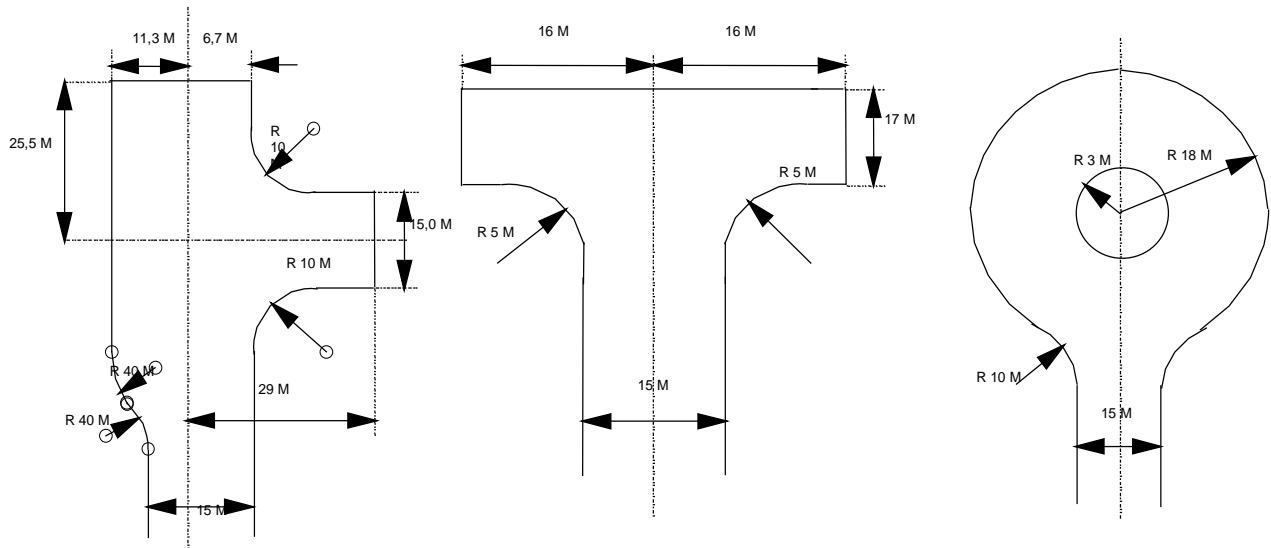 11,3 M
6,7 M
25,5 M
R
10
M
15,0 M
R 10 M
R 40 M
R 40 M
29 M
15 M
16 M
16 M
17 M
R 5 M
R 5 M
15 M
R 3 M
R 18 M
R 10 M
15 M